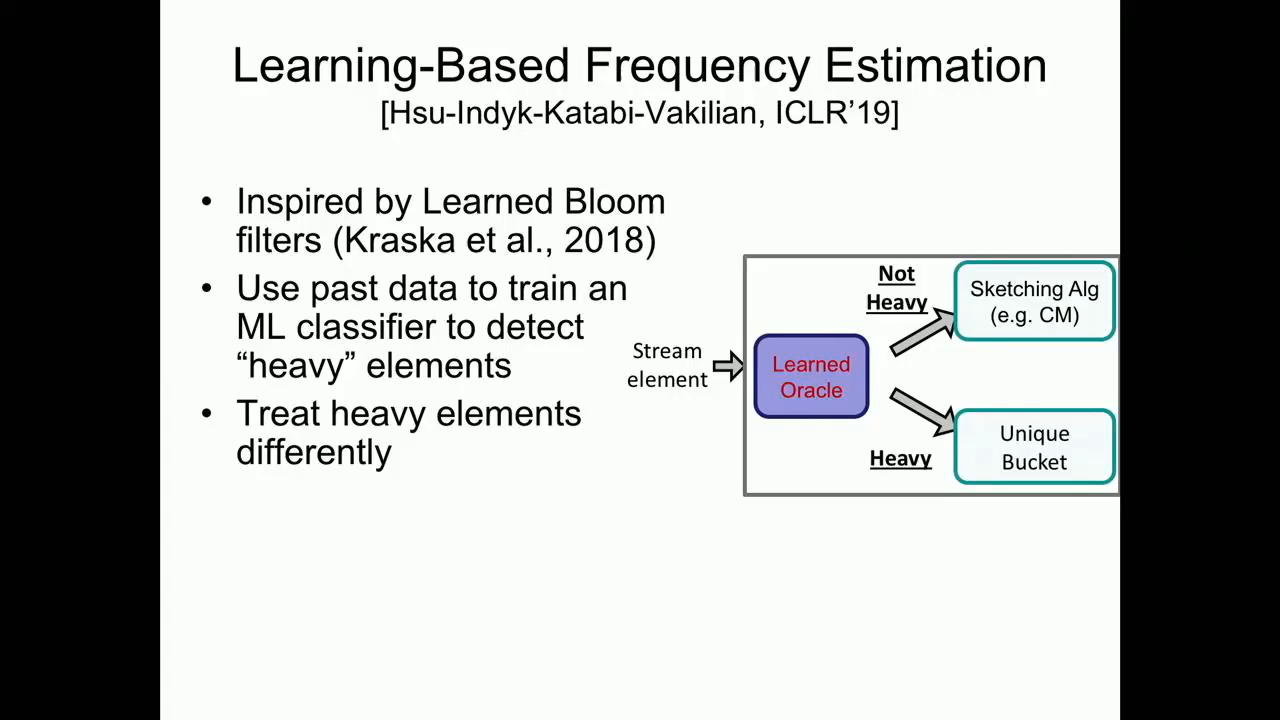 Learning-Based Frequency Estimation
[Hsu-Indyk-Katabi-Vakilian, ICLR’19]
• Inspired by Learned Bloom
filters (Kraska et al., 2018)
• Use past data to train an
ML classifier to detect
“heavy” elements
• Treat heavy elements
differently
Stream
element
Learned
Oracle
Not
Heavy
Sketching Alg
(e.g. CM)
Heavy
Unique
Bucket